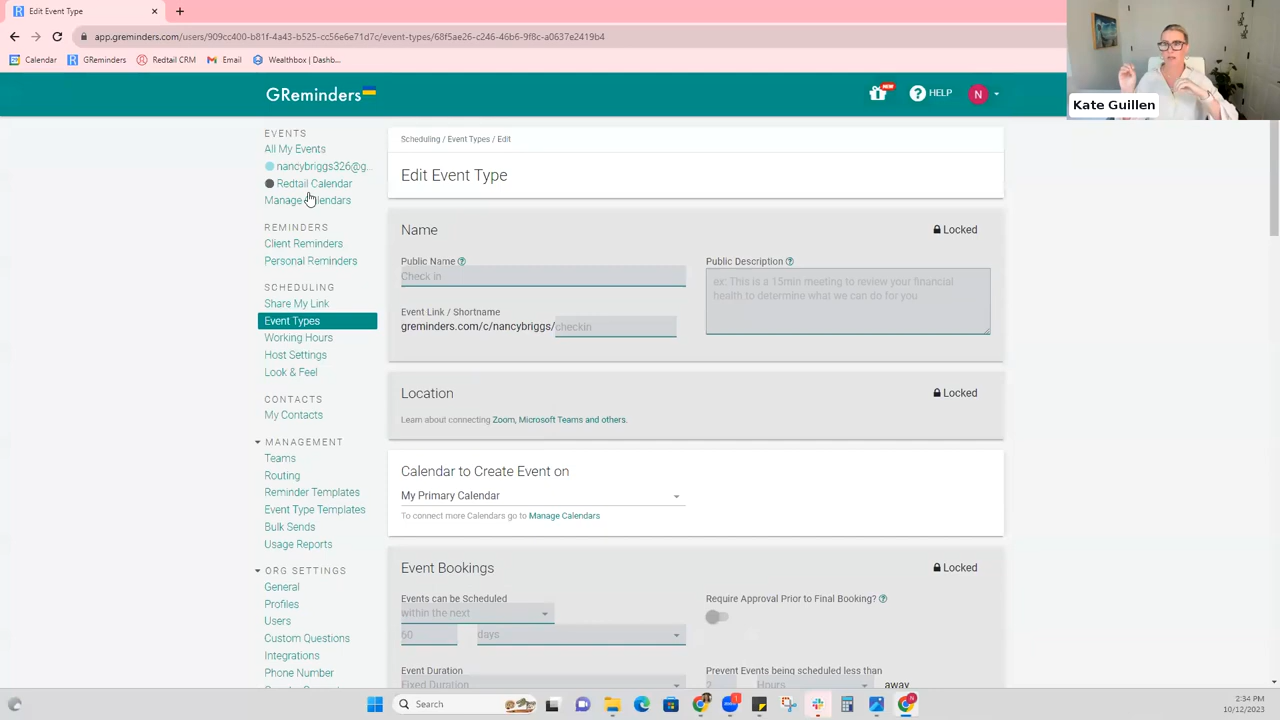 Edit Event Type
app.greminders.com/users/909cc400-b81f-4a43-b525-cc56e6e71d7c/event-types/68f5ae26-c246-46b6-9f8c-a0637e2419b4
Calendar
GReminders
Redtail CRM
Email
Wealthbox | Dashb...
Kate Guillen
GReminders
NEW
HELP
N
EVENTS
All My Events
nancybriggs326@g...
Redtail Calendar
Manage Calendars
REMINDERS
Client Reminders
Personal Reminders
SCHEDULING
Share My Link
Event Types
Working Hours
Host Settings
Look & Feel
CONTACTS
My Contacts
MANAGEMENT
Teams
Routing
Reminder Templates
Event Type Templates
Bulk Sends
Usage Reports
ORG SETTINGS
General
Profiles
Users
Custom Questions
Integrations
Phone Number
Scheduling / Event Types / Edit
Edit Event Type
Name
Locked
Public Name
Check in
Event Link / Shortname
greminders.com/c/nancybriggs/checkin
Public Description
ex: This is a 15min meeting to review your financial
health to determine what we can do for you
Location
Locked
Learn about connecting Zoom, Microsoft Teams and others.
Calendar to Create Event on
My Primary Calendar
To connect more Calendars go to Manage Calendars
Event Bookings
Locked
Events can be Scheduled
within the next
60 days
Require Approval Prior to Final Booking?
Event Duration
Fixed Duration
Prevent Events being scheduled less than
2 Hours away
Search
2:34 PM
10/12/2023